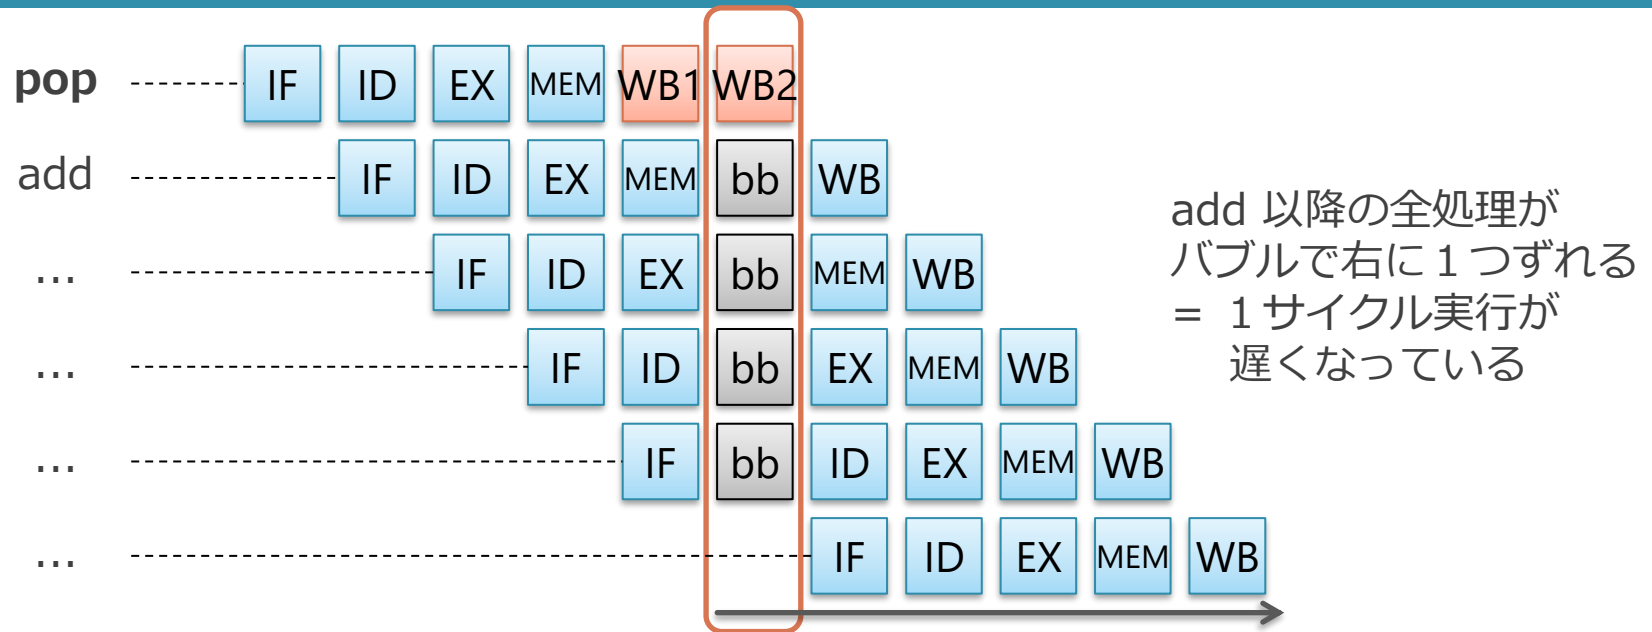 pop IF ID EX MEM WB1 WB2
add IF ID EX MEM bb WB
... IF ID EX bb MEM WB
... IF ID bb EX MEM WB
... IF bb ID EX MEM WB
... IF ID EX MEM WB
add 以降の全処理が
バブルで右に1つずれる
= 1サイクル実行が
遅くなっている